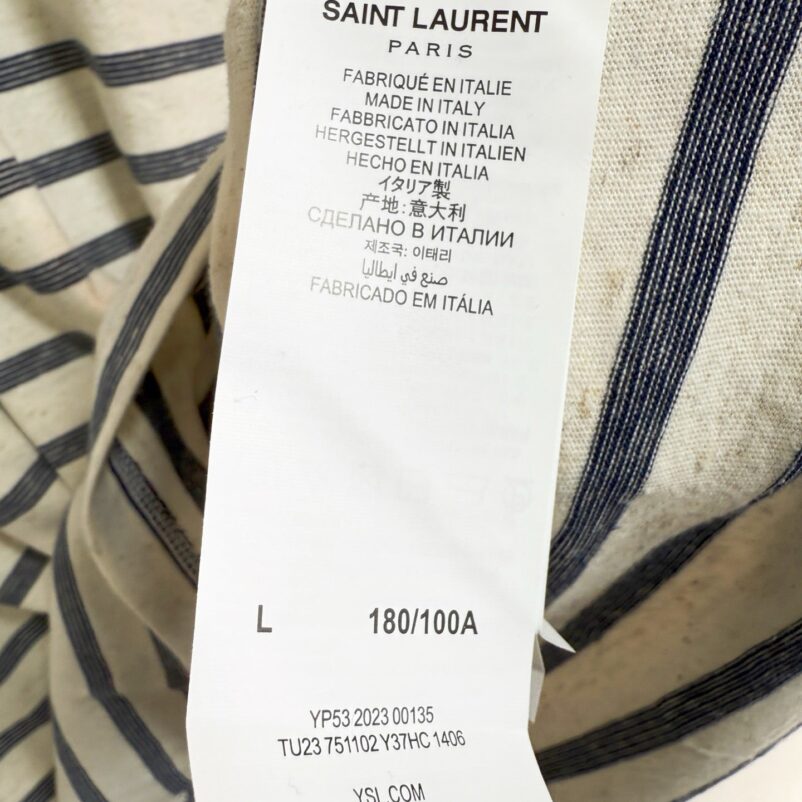 SAINT LAURENT
PARIS
FABRIQUÉ EN ITALIE
MADE IN ITALY
FABBRICATO IN ITALIA
HERGESTELLT IN ITALIEN
HECHO EN ITALIA
イタリア製
产地:意大利
СДЕЛАНО В ИТАЛИИ
제조국: 이태리
صنع في ايطاليا
FABRICADO EM ITÁLIA
L 180/100A
YP53 2023 00135
TU23 751102 Y37HC 1406
YSL.COM